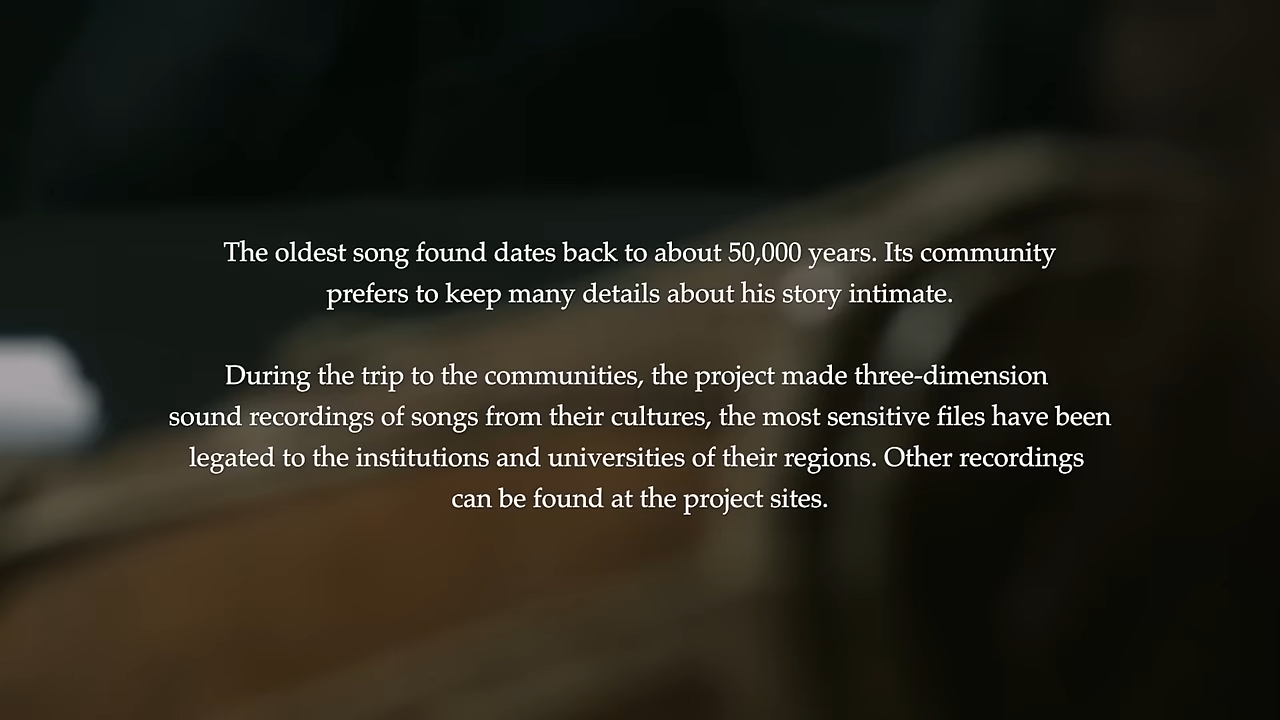 The oldest song found dates back to about 50,000 years. Its community
prefers to keep many details about his story intimate.
During the trip to the communities, the project made three-dimension
sound recordings of songs from their cultures, the most sensitive files have been
legated to the institutions and universities of their regions. Other recordings
can be found at the project sites.